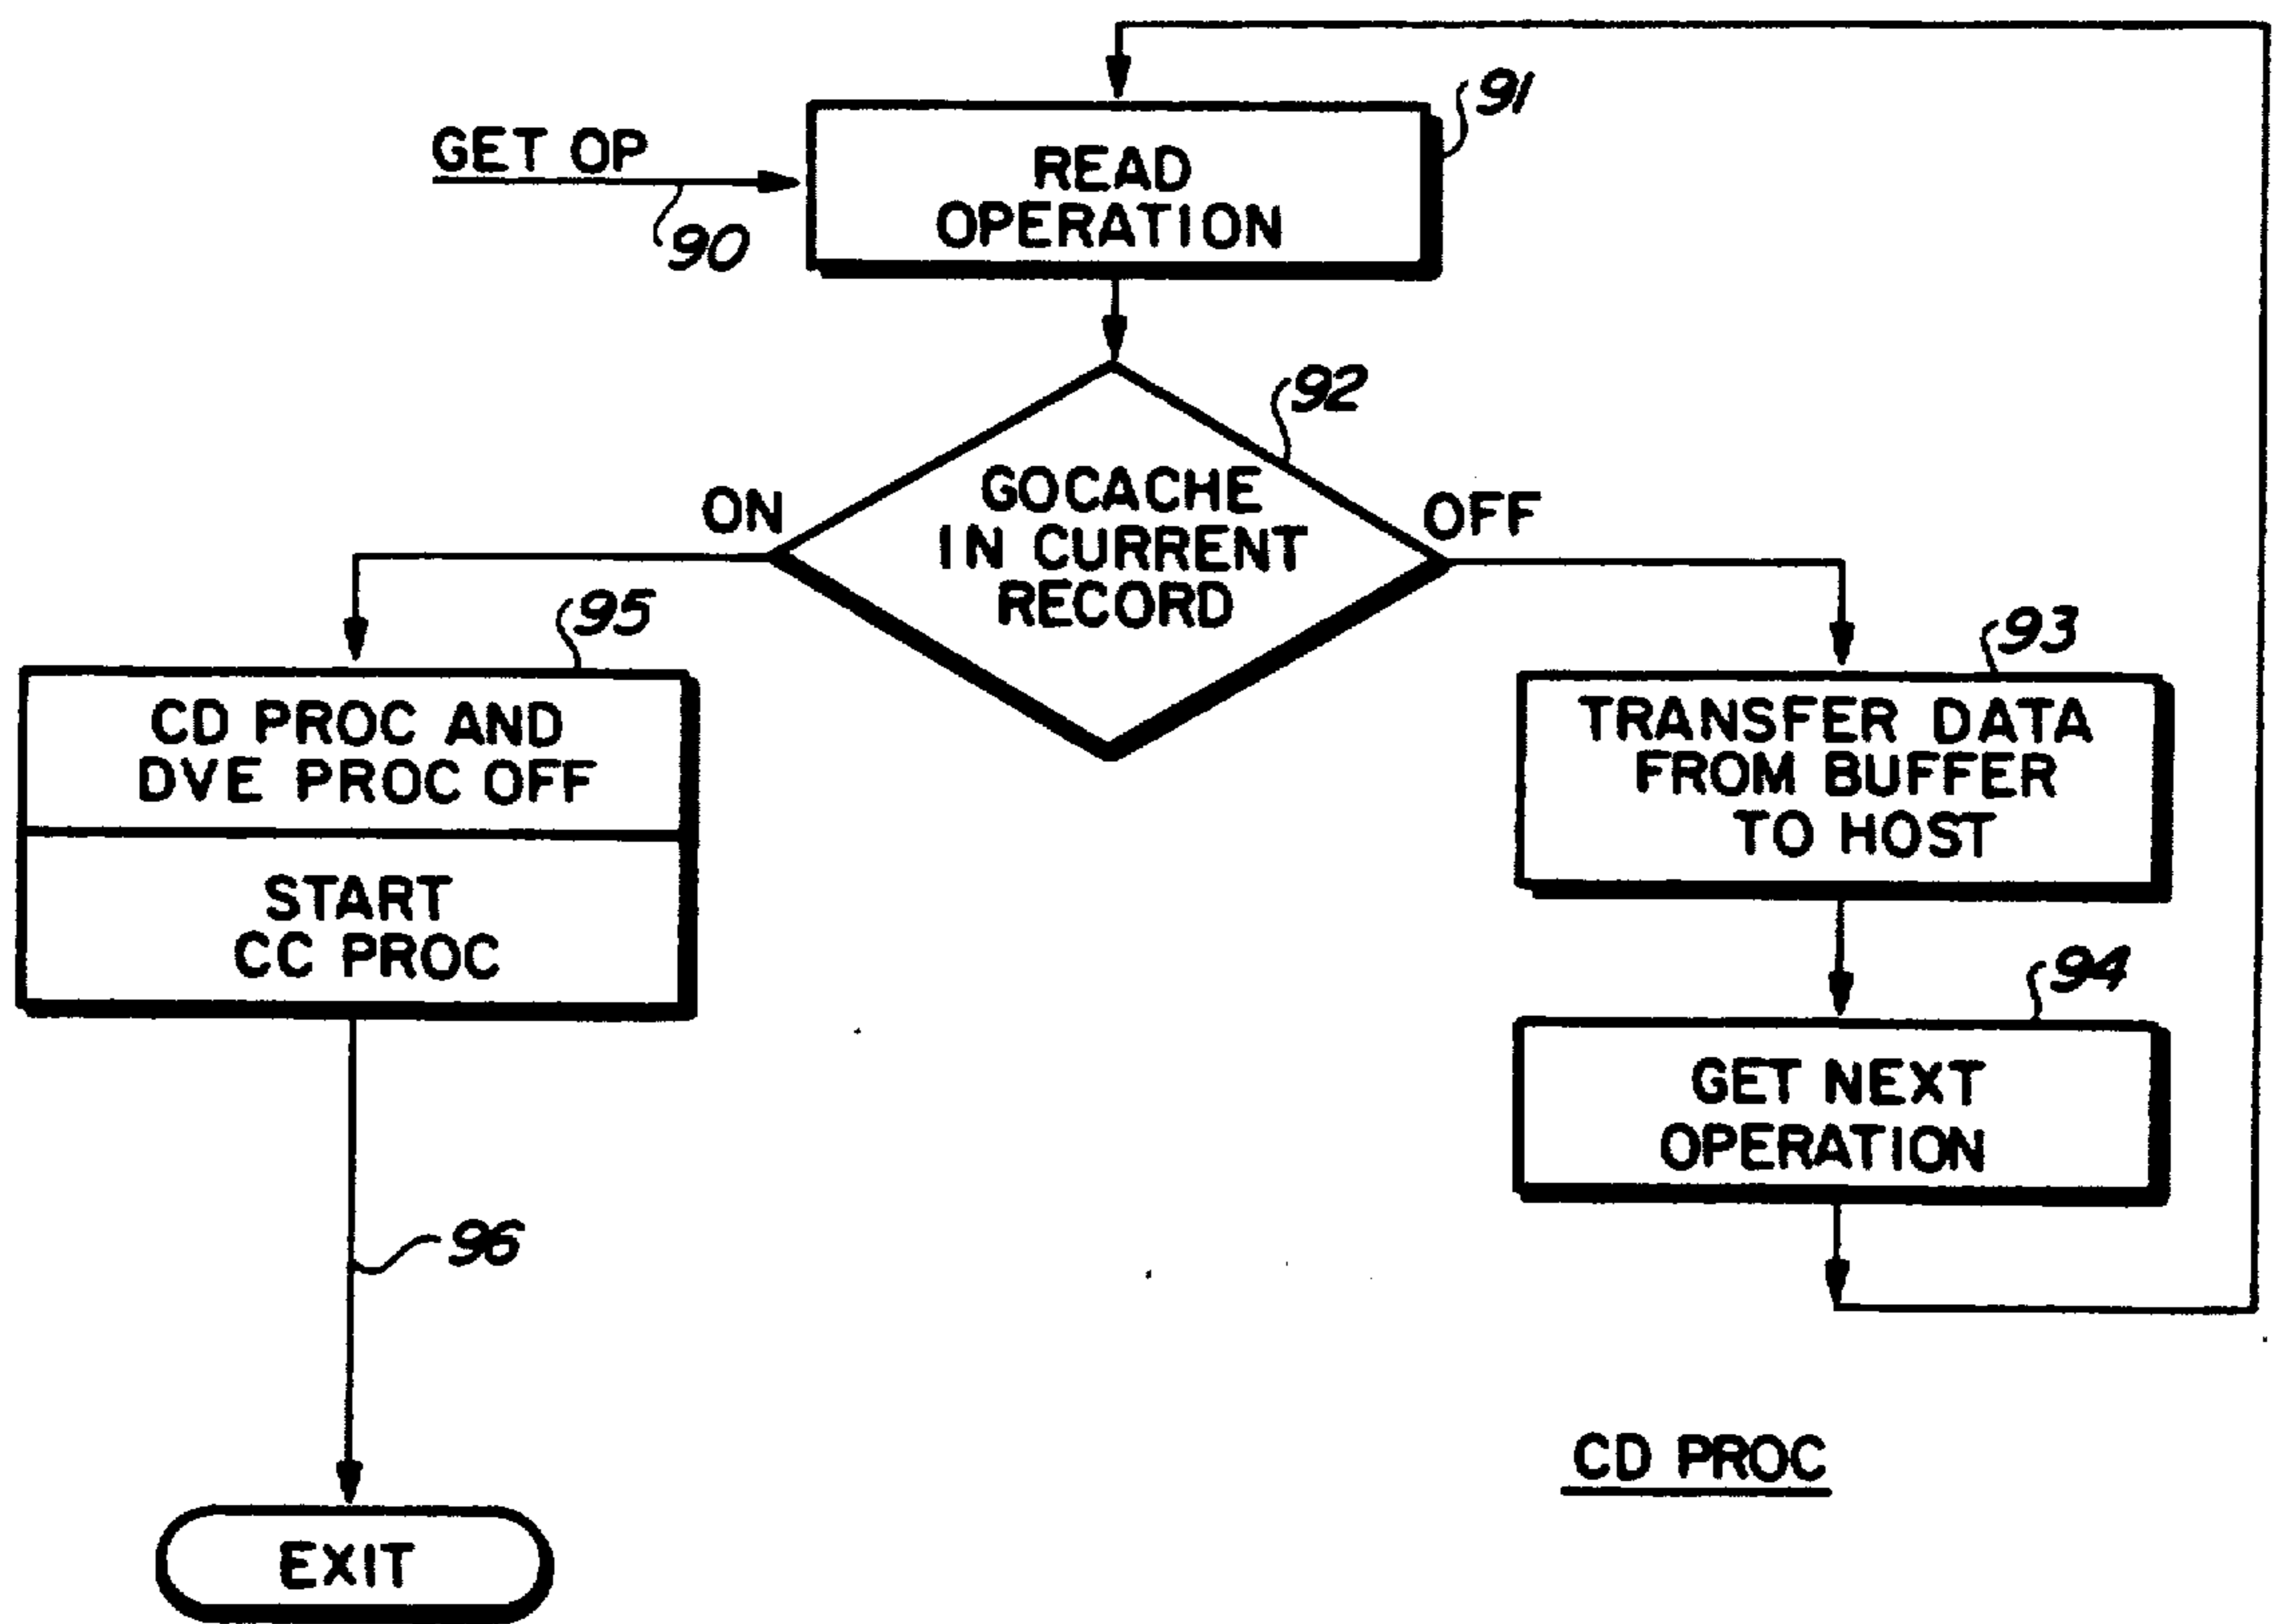 91
GET OP
READ
OPERATION
90
92
GOCACHE
IN CURRENT
RECORD
ON
OFF
95
93
CD PROC AND
DVE PROC OFF
TRANSFER DATA
FROM BUFFER
TO HOST
START
CC PROC
94
GET NEXT
OPERATION
96
CD PROC
EXIT